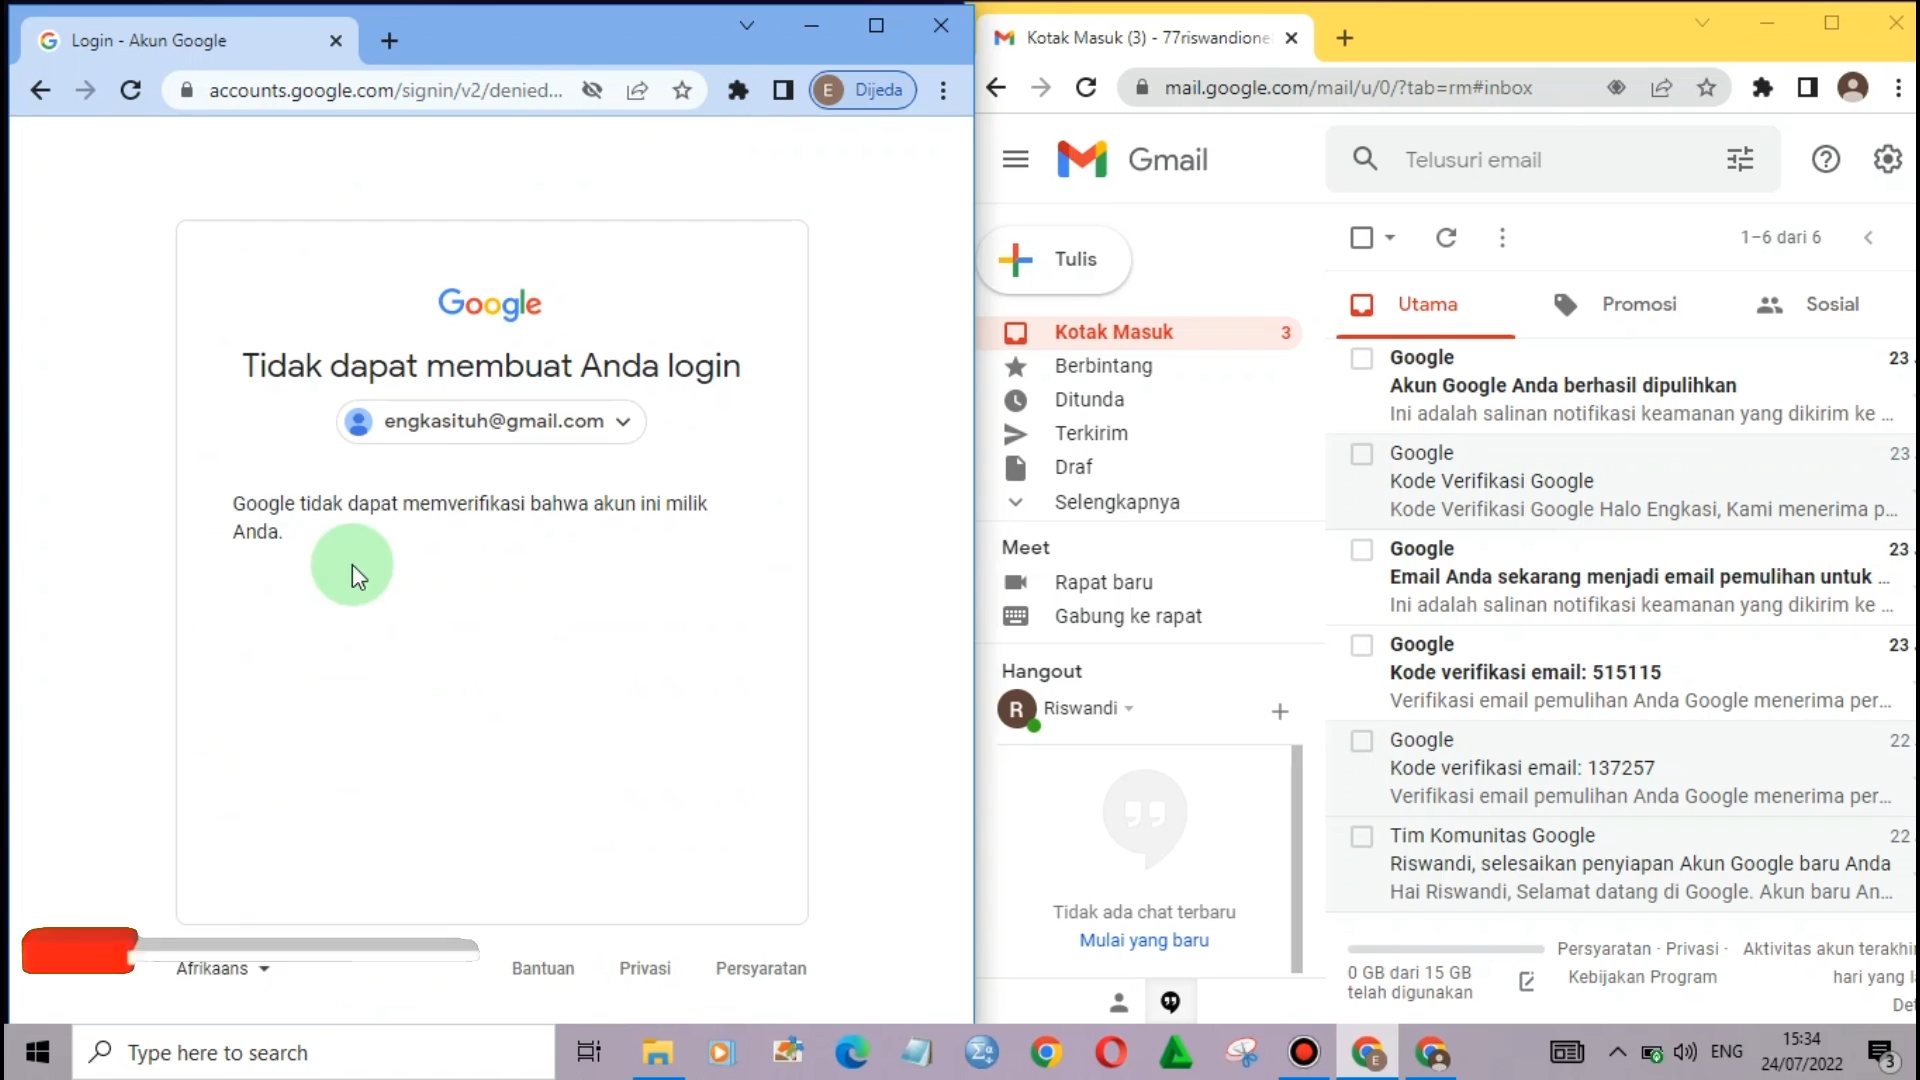 Login - Akun Google
accounts.google.com/signin/v2/denied...
E
Dijeda
Google
Tidak dapat membuat Anda login
engkasituh@gmail.com
Google tidak dapat memverifikasi bahwa akun ini milik
Anda.
Afrikaans
Bantuan
Privasi
Persyaratan
Kotak Masuk (3) - 77riswandione
mail.google.com/mail/u/0/?tab=rm#inbox
Gmail
Telusuri email
Tulis
1–6 dari 6
Kotak Masuk 3
Berbintang
Ditunda
Terkirim
Draf
Selengkapnya
Meet
Rapat baru
Gabung ke rapat
Hangout
R
Riswandi
Tidak ada chat terbaru
Mulai yang baru
Utama
Promosi
Sosial
Google 23
Akun Google Anda berhasil dipulihkan
Ini adalah salinan notifikasi keamanan yang dikirim ke ...
Google 23
Kode Verifikasi Google
Kode Verifikasi Google Halo Engkasi, Kami menerima p...
Google 23
Email Anda sekarang menjadi email pemulihan untuk ...
Ini adalah salinan notifikasi keamanan yang dikirim ke ...
Google 23
Kode verifikasi email: 515115
Verifikasi email pemulihan Anda Google menerima per...
Google 22
Kode verifikasi email: 137257
Verifikasi email pemulihan Anda Google menerima per...
Tim Komunitas Google 22
Riswandi, selesaikan penyiapan Akun Google baru Anda
Hai Riswandi, Selamat datang di Google. Akun baru An...
0 GB dari 15 GB
telah digunakan
Persyaratan · Privasi ·
Kebijakan Program
Aktivitas akun terakhi
hari yang l
De
Type here to search
E
ENG
15:34
24/07/2022
3